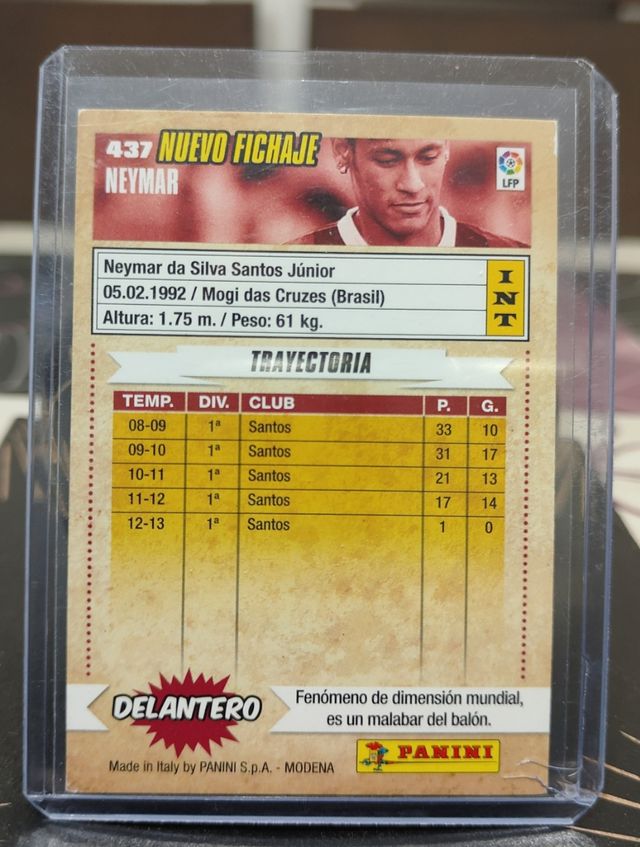 437 NUEVO FICHAJE
NEYMAR
LFP
Neymar da Silva Santos Júnior
05.02.1992 / Mogi das Cruzes (Brasil)
Altura: 1.75 m. / Peso: 61 kg.
INT
TRAYECTORIA
TEMP. DIV. CLUB P. G.
08-09 1ª Santos 33 10
09-10 1ª Santos 31 17
10-11 1ª Santos 21 13
11-12 1ª Santos 17 14
12-13 1ª Santos 1 0
DELANTERO
Fenómeno de dimensión mundial,
es un malabar del balón.
PANINI
Made in Italy by PANINI S.p.A. - MODENA